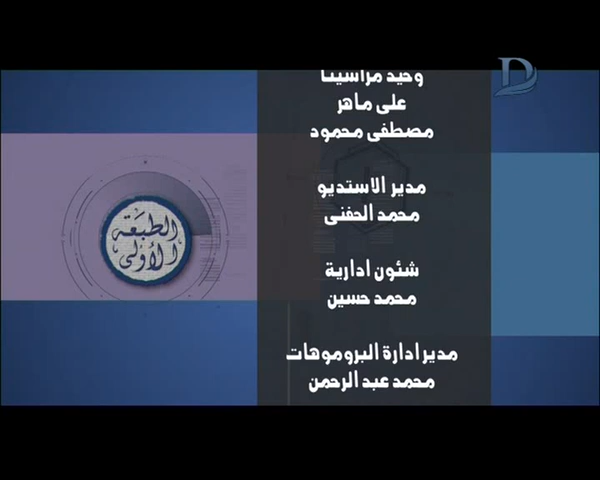 وحيد مراسينا
على ماهر
مصطفى محمود
مدير الاستديو
محمد الحفنى
شئون ادارية
محمد حسين
مدير ادارة البروموهات
محمد عبد الرحمن
الطبعة
الأولى
D